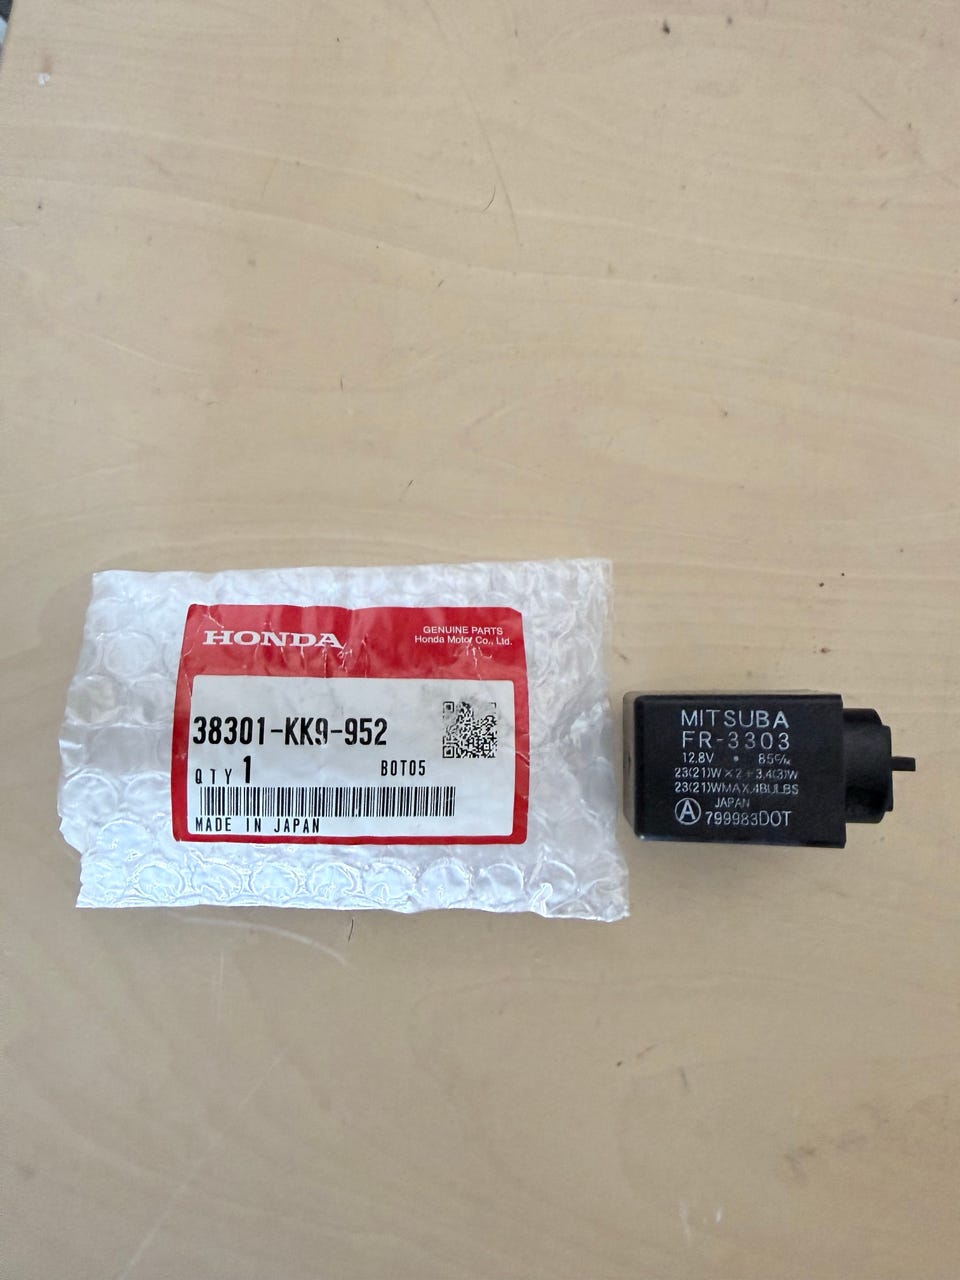 HONDA
GENUINE PARTS
Honda Motor Co., Ltd.
38301-KK9-952
QTY 1
BOT05
MADE IN JAPAN
MITSUBA
FR-3303
12.8V • 85c/m
23(21)W×2+3.4(3)W
23(21)WMAX.4BULBS
JAPAN
A 799983DOT